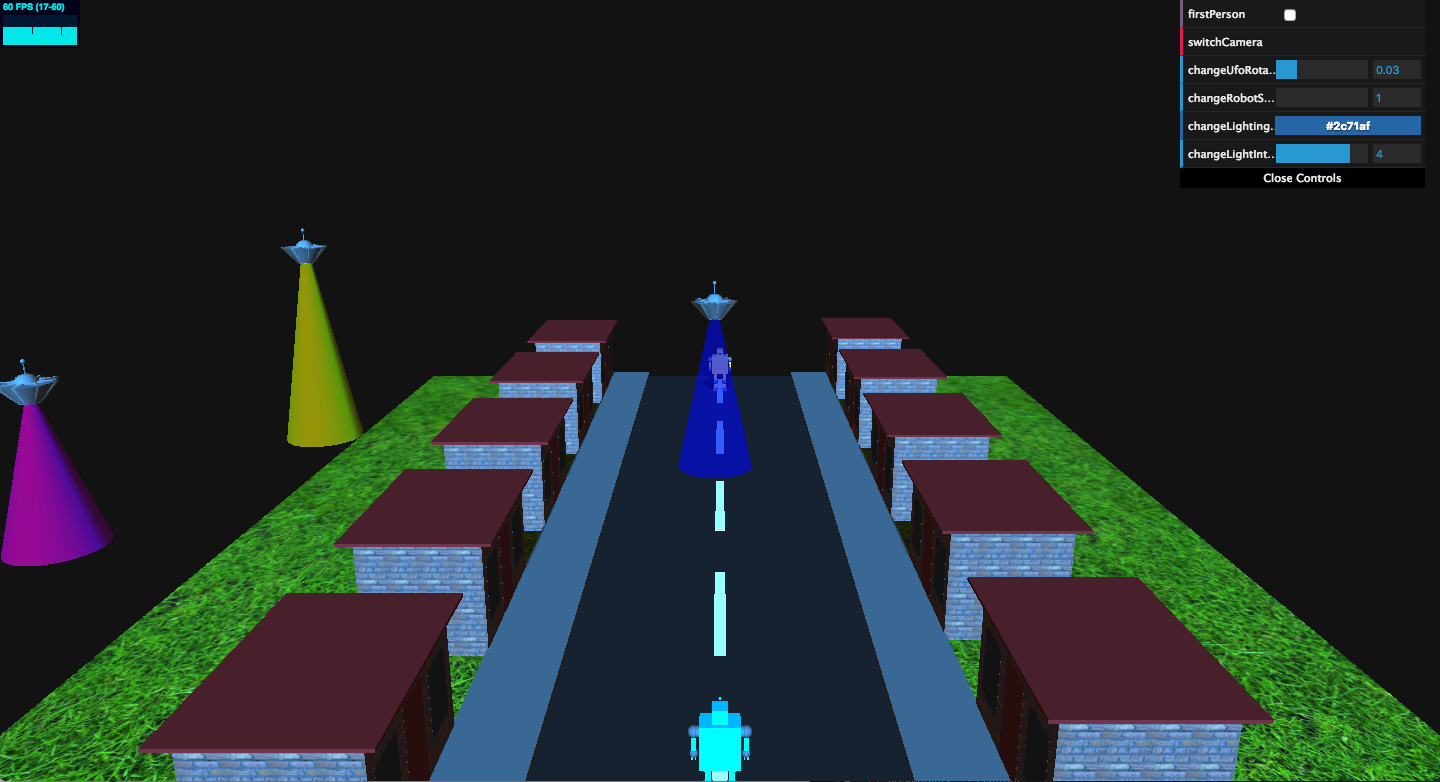 60 FPS (17-60)
firstPerson
switchCamera
changeUfoRota.. 0.03
changeRobotS... 1
changeLighting. #2c71af
changeLightInt.. 4
Close Controls